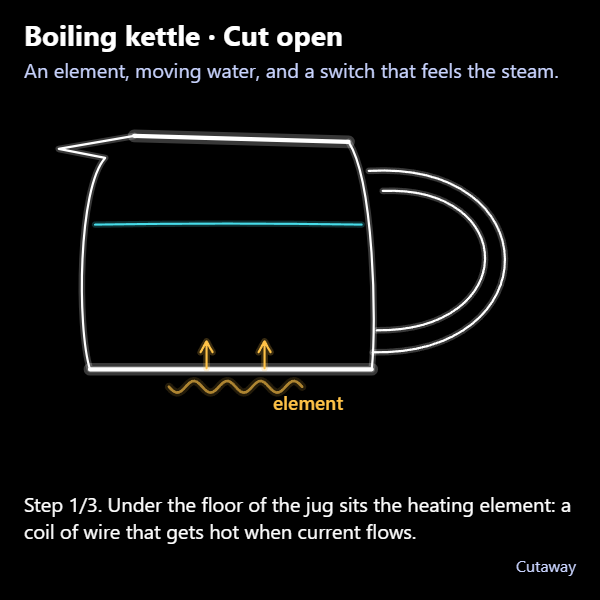 Boiling kettle · Cut open
An element, moving water, and a switch that feels the steam.
element
Step 1/3. Under the floor of the jug sits the heating element: a
coil of wire that gets hot when current flows.
Cutaway